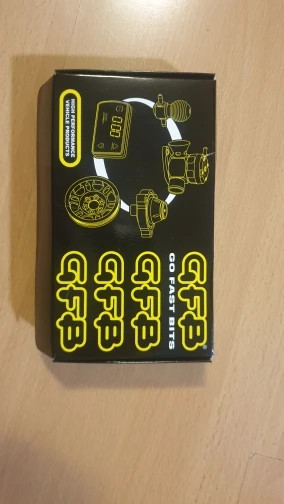 GFB®
GO FAST BITS
GFB
GFB
GFB
HIGH PERFORMANCE
VEHICLE PRODUCTS